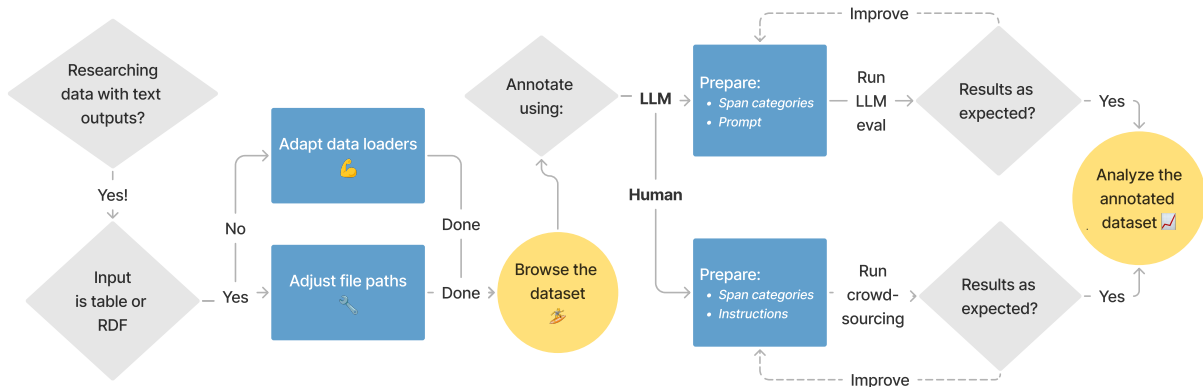 Researching
data with text
outputs?
Yes!
Input
is table or
RDF
No
Yes
Adapt data loaders
💪
Adjust file paths
🔧
Done
Done
Browse the
dataset
🏄
Annotate
using:
LLM
Human
Prepare:
• Span categories
• Prompt
Run
LLM
eval
Improve
Results as
expected?
Yes
Prepare:
• Span categories
• Instructions
Run
crowd-
sourcing
Results as
expected?
Yes
Improve
Analyze the
annotated
dataset 📈